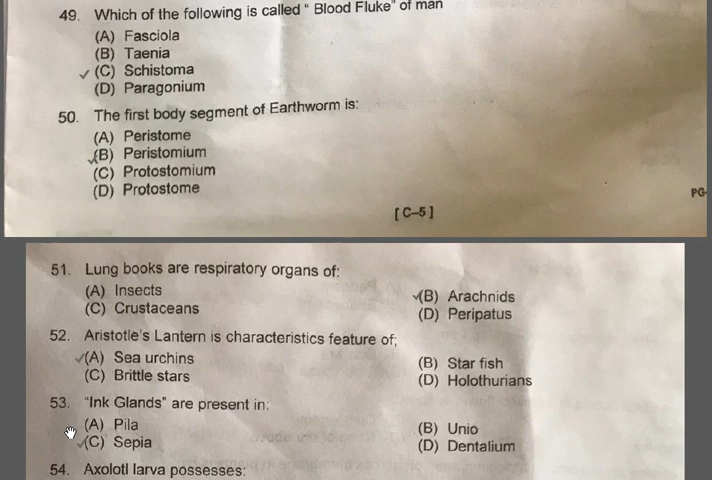 49. Which of the following is called “ Blood Fluke” of man
(A) Fasciola
(B) Taenia
(C) Schistoma
(D) Paragonium
50. The first body segment of Earthworm is:
(A) Peristome
(B) Peristomium
(C) Protostomium
(D) Protostome
[ C–5 ]
PG
51. Lung books are respiratory organs of:
(A) Insects (B) Arachnids
(C) Crustaceans (D) Peripatus
52. Aristotle's Lantern is characteristics feature of;
(A) Sea urchins (B) Star fish
(C) Brittle stars (D) Holothurians
53. “Ink Glands” are present in:
(A) Pila (B) Unio
(C) Sepia (D) Dentalium
54. Axolotl larva possesses: